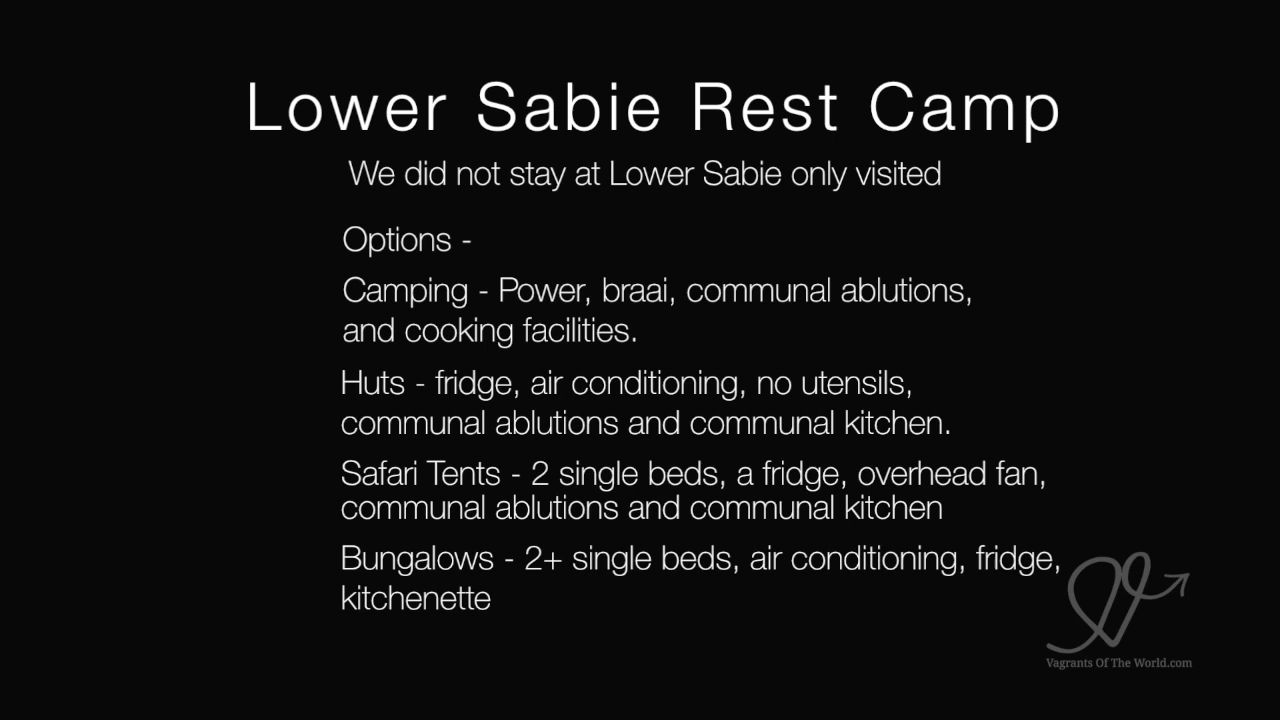 Lower Sabie Rest Camp
We did not stay at Lower Sabie only visited
Options -
Camping - Power, braai, communal ablutions,
and cooking facilities.
Huts - fridge, air conditioning, no utensils,
communal ablutions and communal kitchen.
Safari Tents - 2 single beds, a fridge, overhead fan,
communal ablutions and communal kitchen
Bungalows - 2+ single beds, air conditioning, fridge,
kitchenette
Vagrants Of The World.com